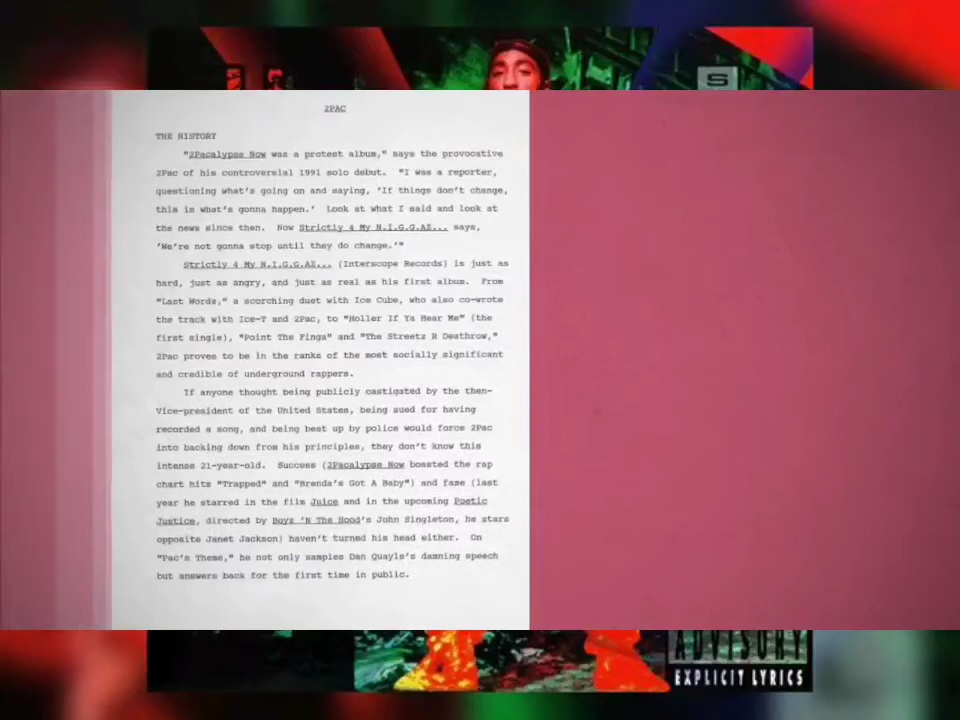 S
2PAC
THE HISTORY
"2Pacalypse Now was a protest album," says the provocative
2Pac of his controversial 1991 solo debut. "I was a reporter,
questioning what's going on and saying, 'If things don't change,
this is what's gonna happen.' Look at what I said and look at
the news since then. Now Strictly 4 My N.I.G.G.AZ... says,
'We're not gonna stop until they do change.'"
Strictly 4 My N.I.G.G.AZ... (Interscope Records) is just as
hard, just as angry, and just as real as his first album. From
"Last Words," a scorching duet with Ice Cube, who also co-wrote
the track with Ice-T and 2Pac, to "Holler If Ya Hear Me" (the
first single), "Point The Finga" and "The Streetz R Deathrow,"
2Pac proves to be in the ranks of the most socially significant
and credible of underground rappers.
If anyone thought being publicly castigated by the then-
Vice-president of the United States, being sued for having
recorded a song, and being beat up by police would force 2Pac
into backing down from his principles, they don't know this
intense 21-year-old. Success (2Pacalypse Now boasted the rap
chart hits "Trapped" and "Brenda's Got A Baby") and fame (last
year he starred in the film Juice and in the upcoming Poetic
Justice, directed by Boyz 'N The Hood's John Singleton, he stars
opposite Janet Jackson) haven't turned his head either. On
"Pac's Theme," he not only samples Dan Quayle's damning speech
but answers back for the first time in public.
ADVISORY
EXPLICIT LYRICS